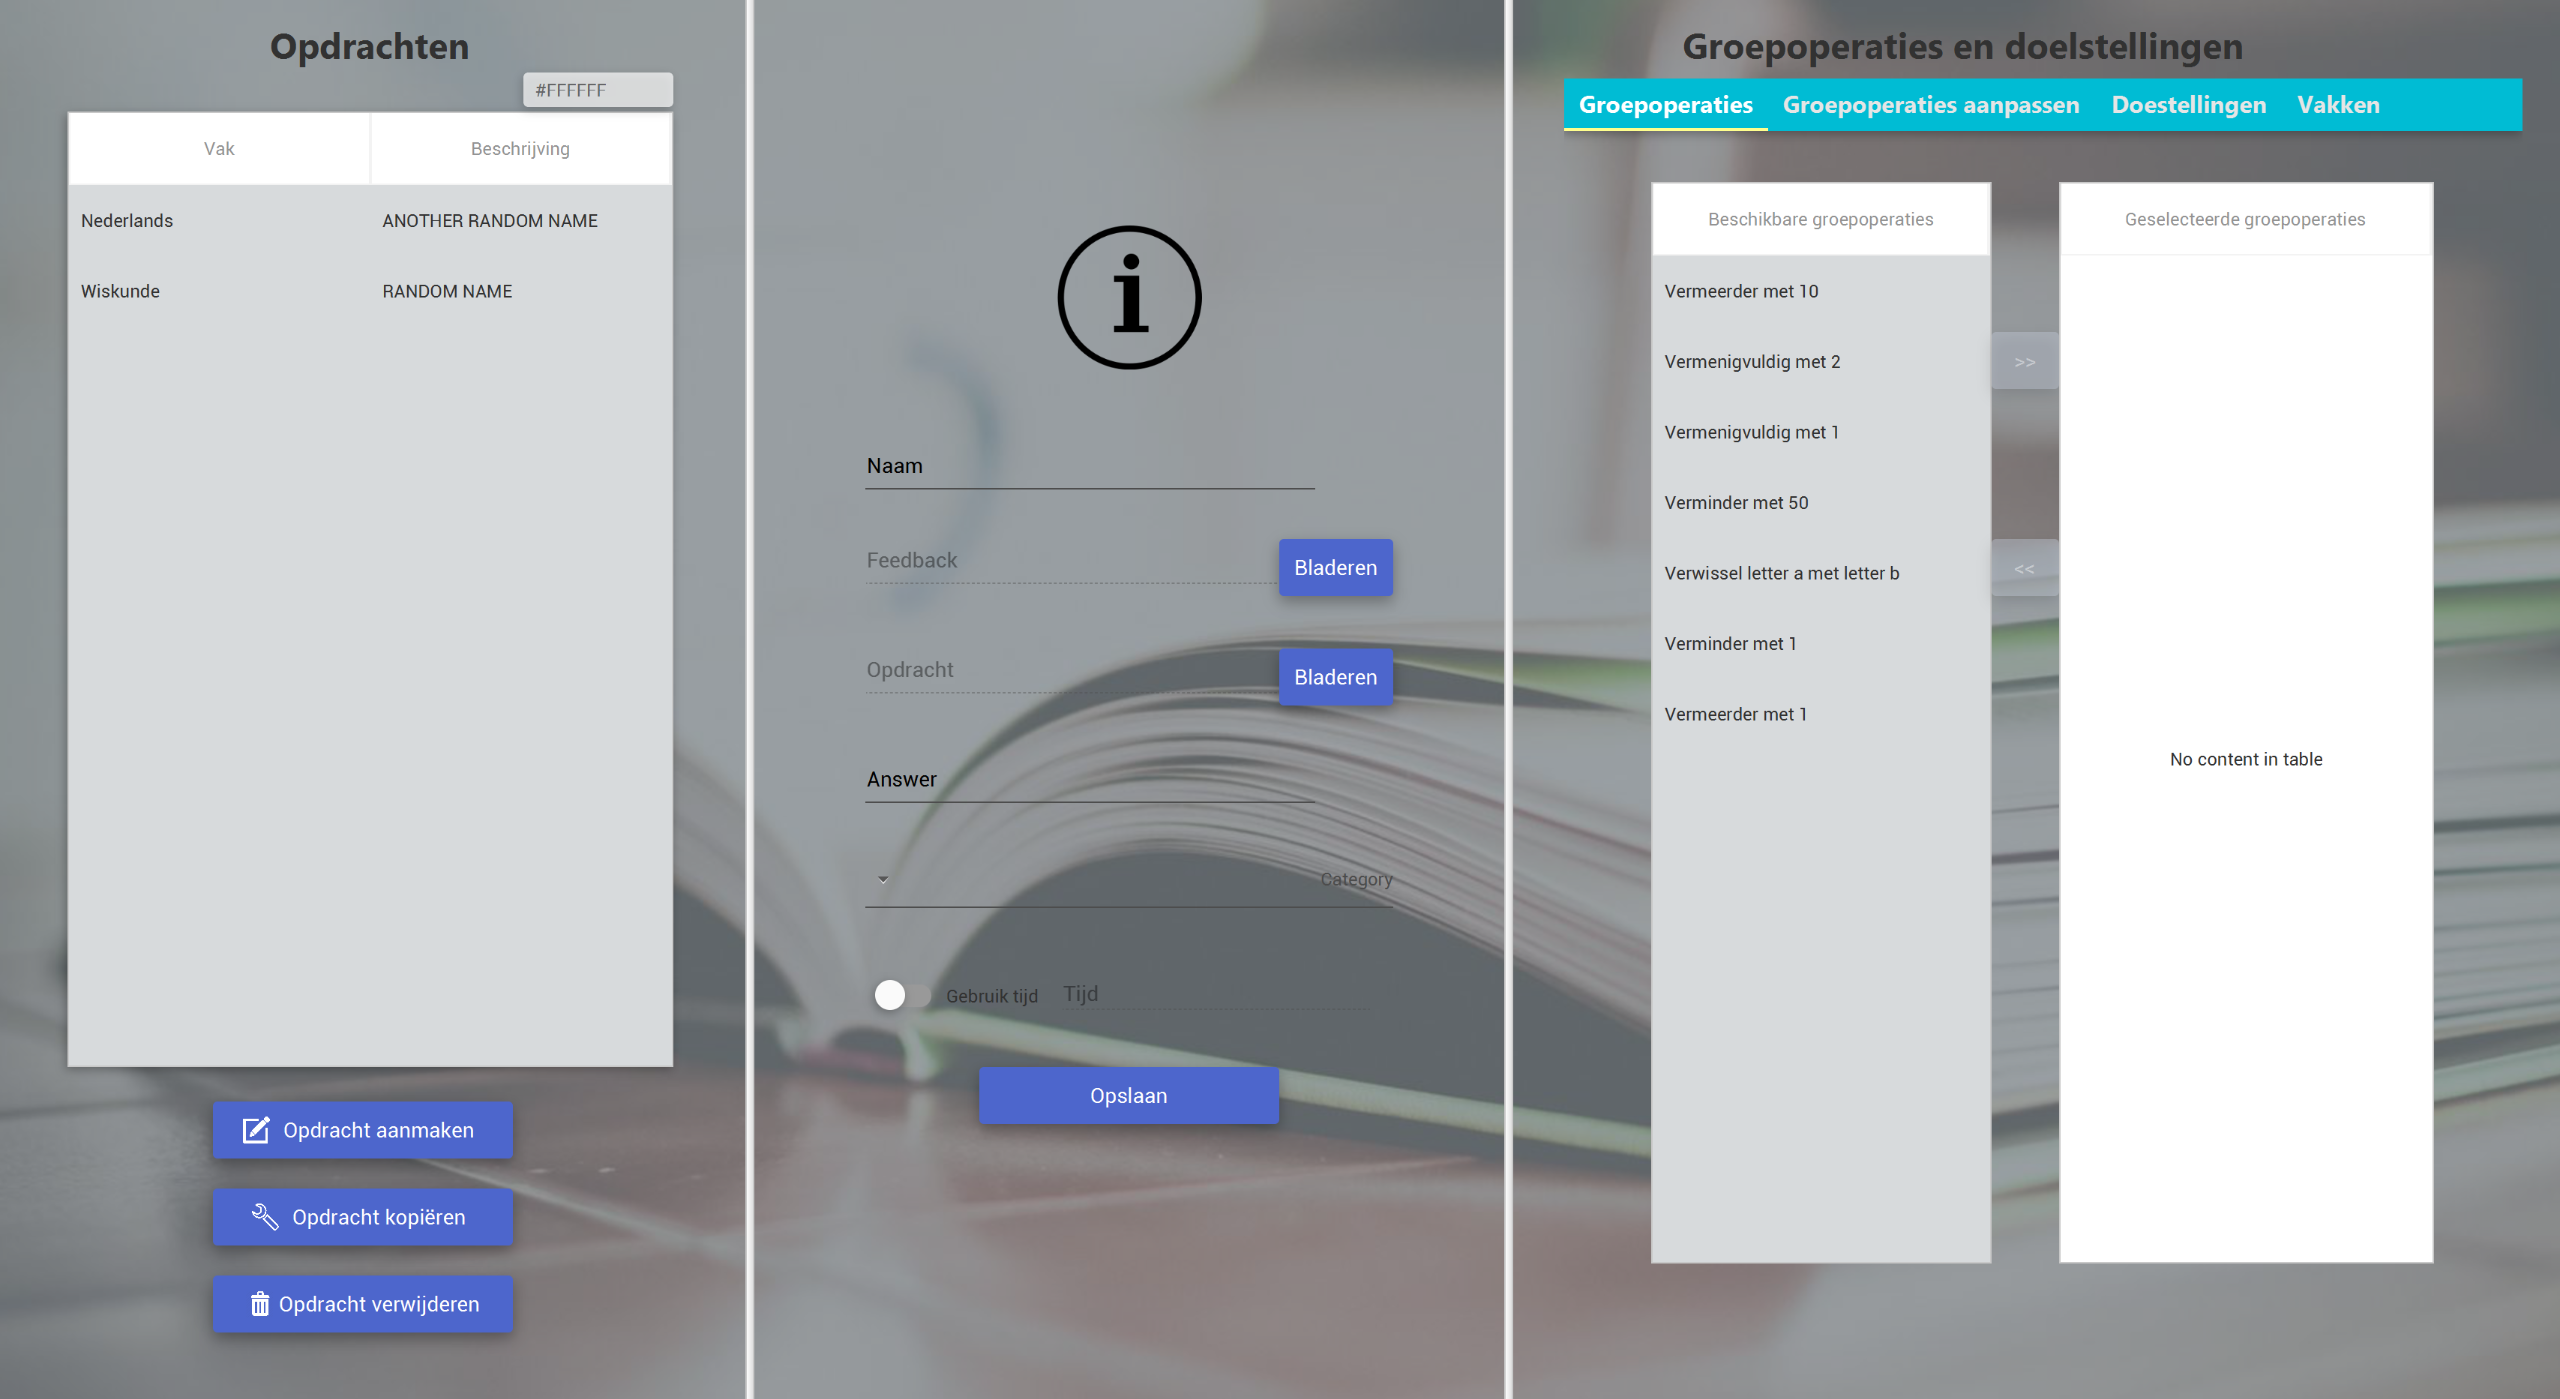 Opdrachten
#FFFFFF
Vak Beschrijving
Nederlands ANOTHER RANDOM NAME
Wiskunde RANDOM NAME
Opdracht aanmaken
Opdracht kopiëren
Opdracht verwijderen
i
Naam
Feedback Bladeren
Opdracht Bladeren
Answer
Category
Gebruik tijd Tijd
Opslaan
Groepoperaties en doelstellingen
Groepoperaties Groepoperaties aanpassen Doestellingen Vakken
Beschikbare groepoperaties
Vermeerder met 10
Vermenigvuldig met 2
Vermenigvuldig met 1
Verminder met 50
Verwissel letter a met letter b
Verminder met 1
Vermeerder met 1
>>
<<
Geselecteerde groepoperaties
No content in table